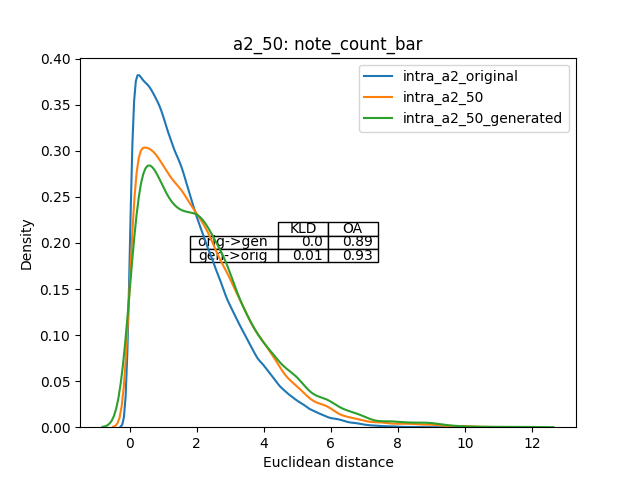 a2_50: note_count_bar
intra_a2_original
intra_a2_50
intra_a2_50_generated
Density
0.40
0.35
0.30
0.25
0.20
0.15
0.10
0.05
0.00
KLD OA
orig->gen 0.0 0.89
gen->orig 0.01 0.93
0 2 4 6 8 10 12
Euclidean distance